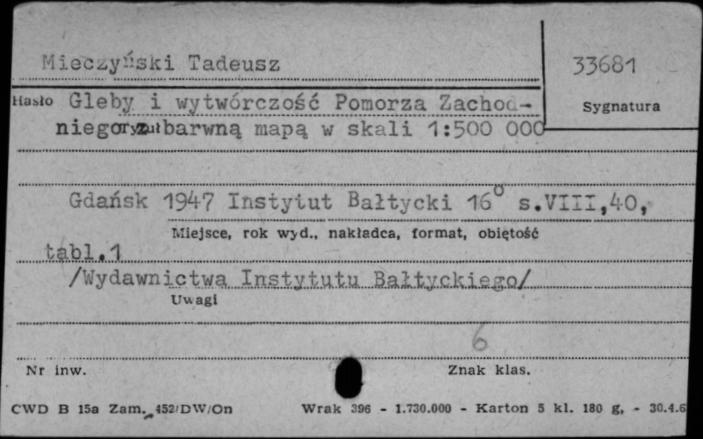 Mieczyński Tadeusz
33681
Hasło Gleby i wytwórczość Pomorza Zachod-
Sygnatura
niego z barwną mapą w skali 1:500 000
Gdańsk 1947 Instytut Bałtycki 16° s.VIII,40,
Miejsce, rok wyd., nakładca, format, objętość
tabl.1
/Wydawnictwa Instytutu Bałtyckiego/
Uwagi
6
Nr inw.
Znak klas.
CWD B 15a Zam. 452/DW/On Wrak 396 - 1.730.000 - Karton 5 kl. 180 g, - 30.4.6